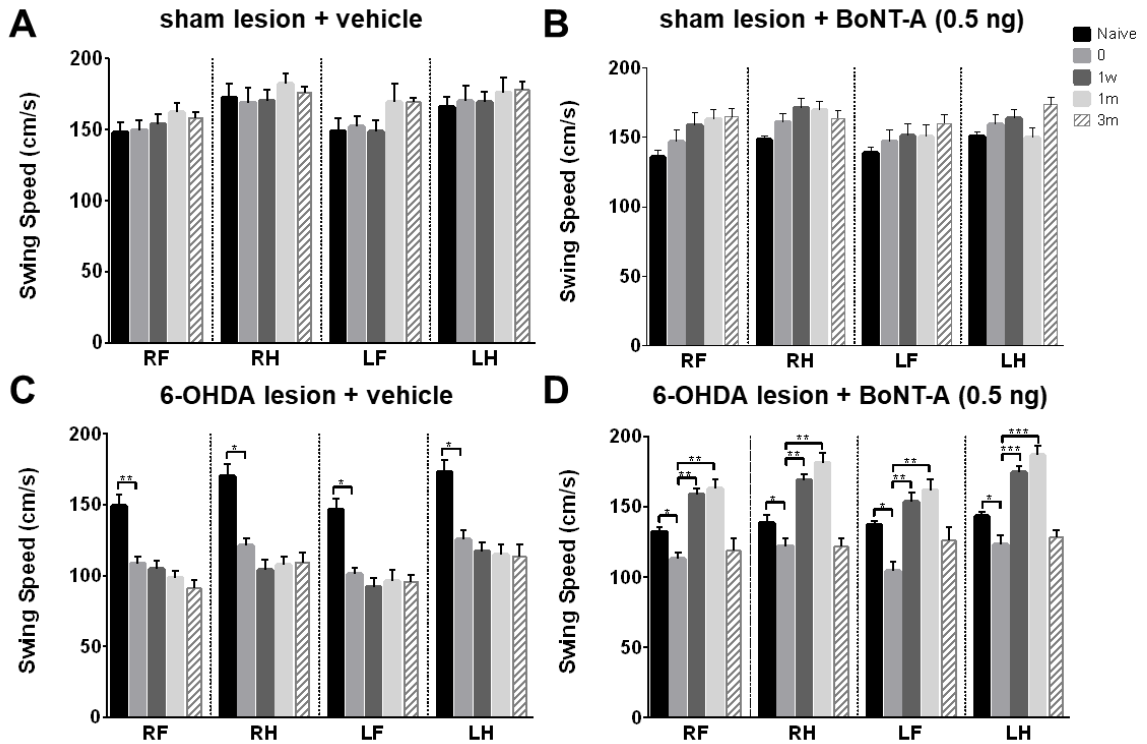 A
sham lesion + vehicle
Swing Speed (cm/s)
200
150
100
50
0
RF RH LF LH
B
sham lesion + BoNT-A (0.5 ng)
Swing Speed (cm/s)
200
150
100
50
0
RF RH LF LH
Naive
0
1w
1m
3m
C
6-OHDA lesion + vehicle
Swing Speed (cm/s)
200
150
100
50
0
** * * *
RF RH LF LH
D
6-OHDA lesion + BoNT-A (0.5 ng)
Swing Speed (cm/s)
200
150
100
50
0
** ** ** ***
** ** ** ***
* * * *
RF RH LF LH